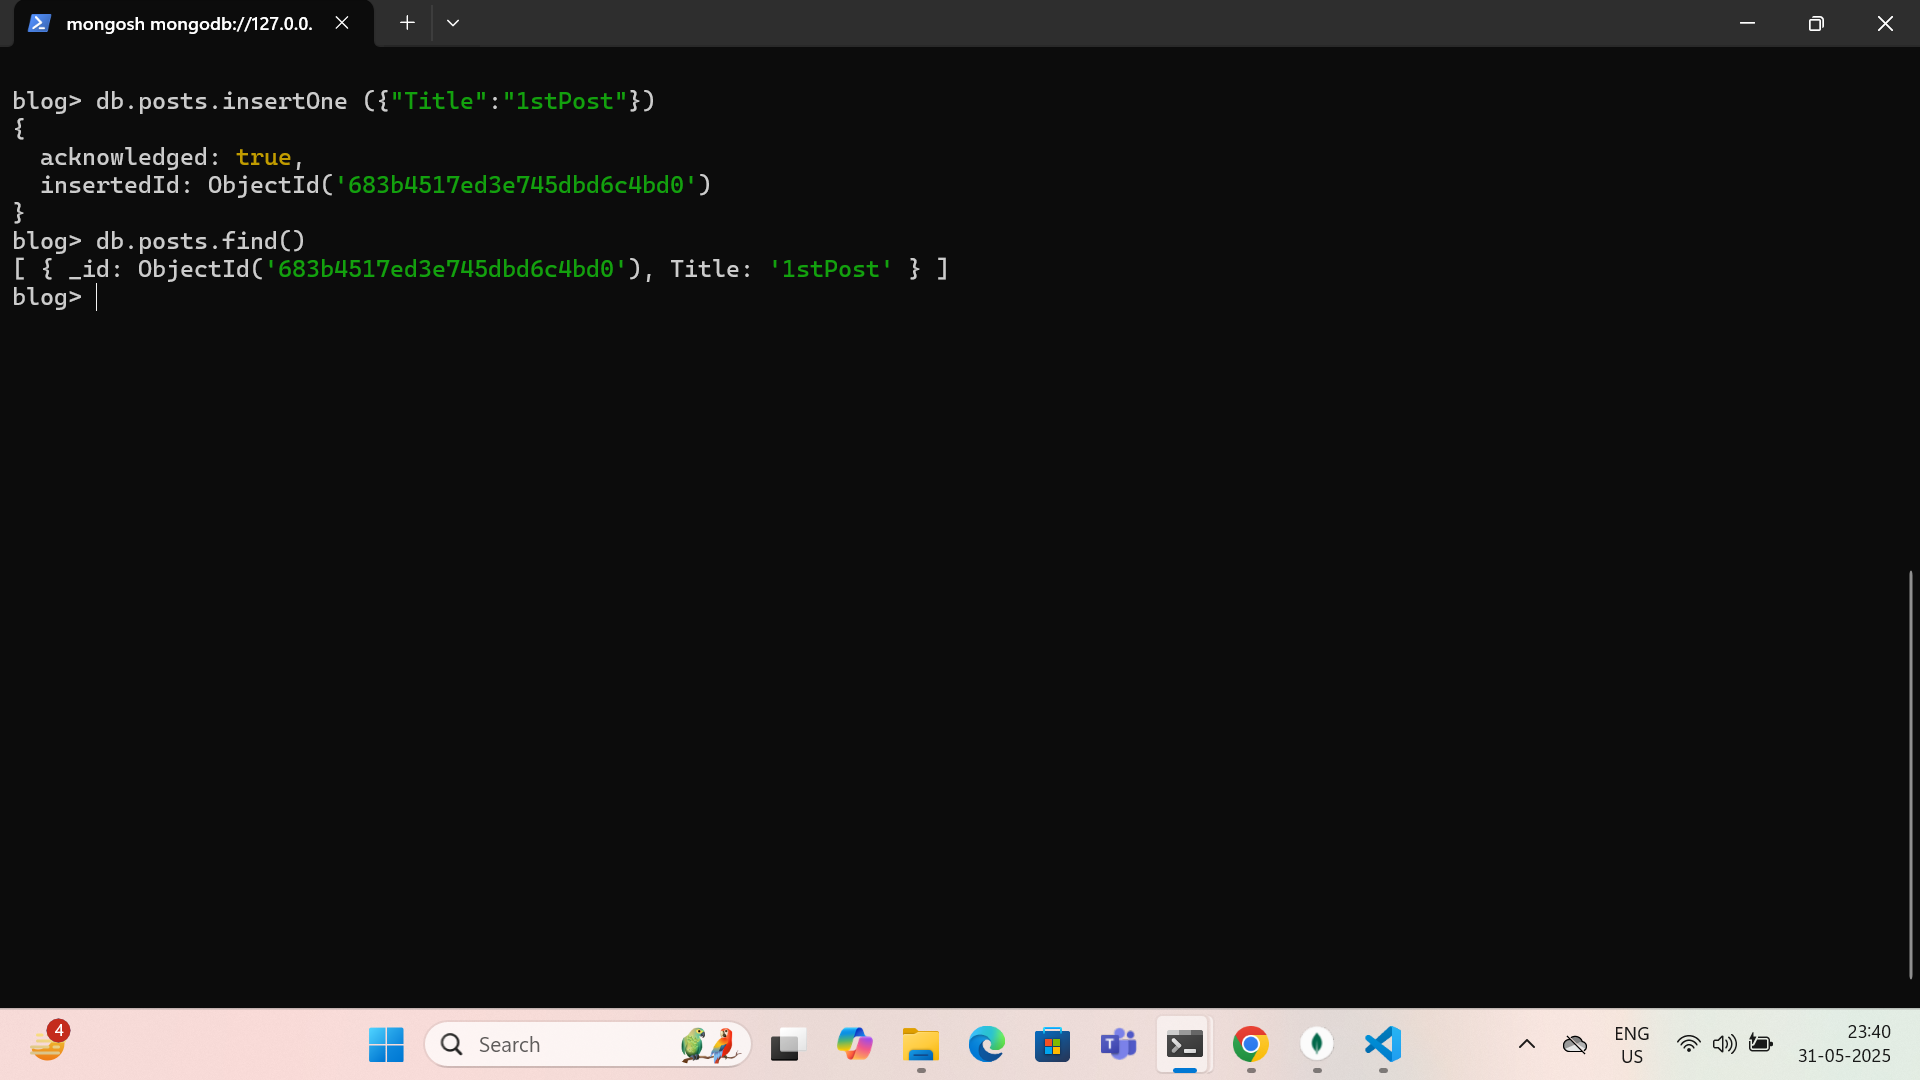 mongosh mongodb://127.0.0.
blog> db.posts.insertOne ({"Title":"1stPost"})
{
  acknowledged: true,
  insertedId: ObjectId('683b4517ed3e745dbd6c4bd0')
}
blog> db.posts.find()
[ { _id: ObjectId('683b4517ed3e745dbd6c4bd0'), Title: '1stPost' } ]
blog>
4
Search
T
ENG
US
23:40
31-05-2025